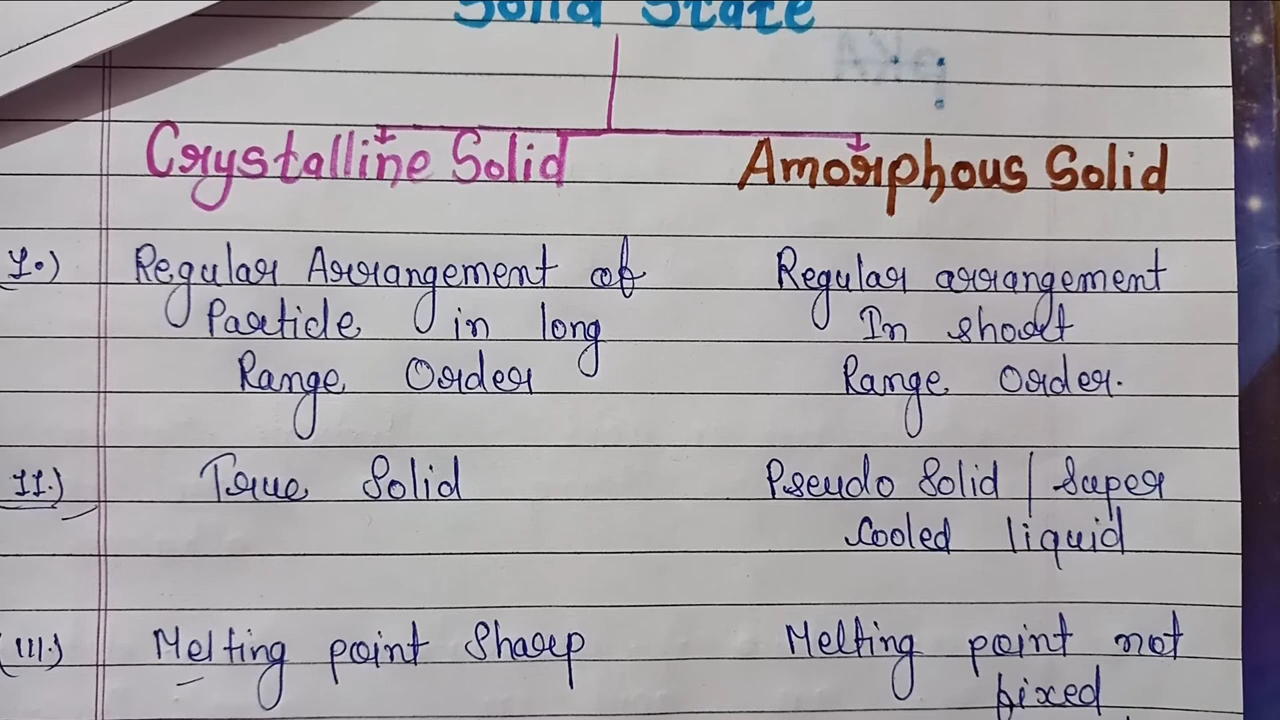 Solid State
Crystalline Solid Amorphous Solid
I.) Regular Arrangement of Regular arrangement
Particle in long In short
Range Order Range Order.
II.) True Solid Pseudo Solid / Super
Cooled liquid
(III.) Melting point Sharp Melting point not
fixed